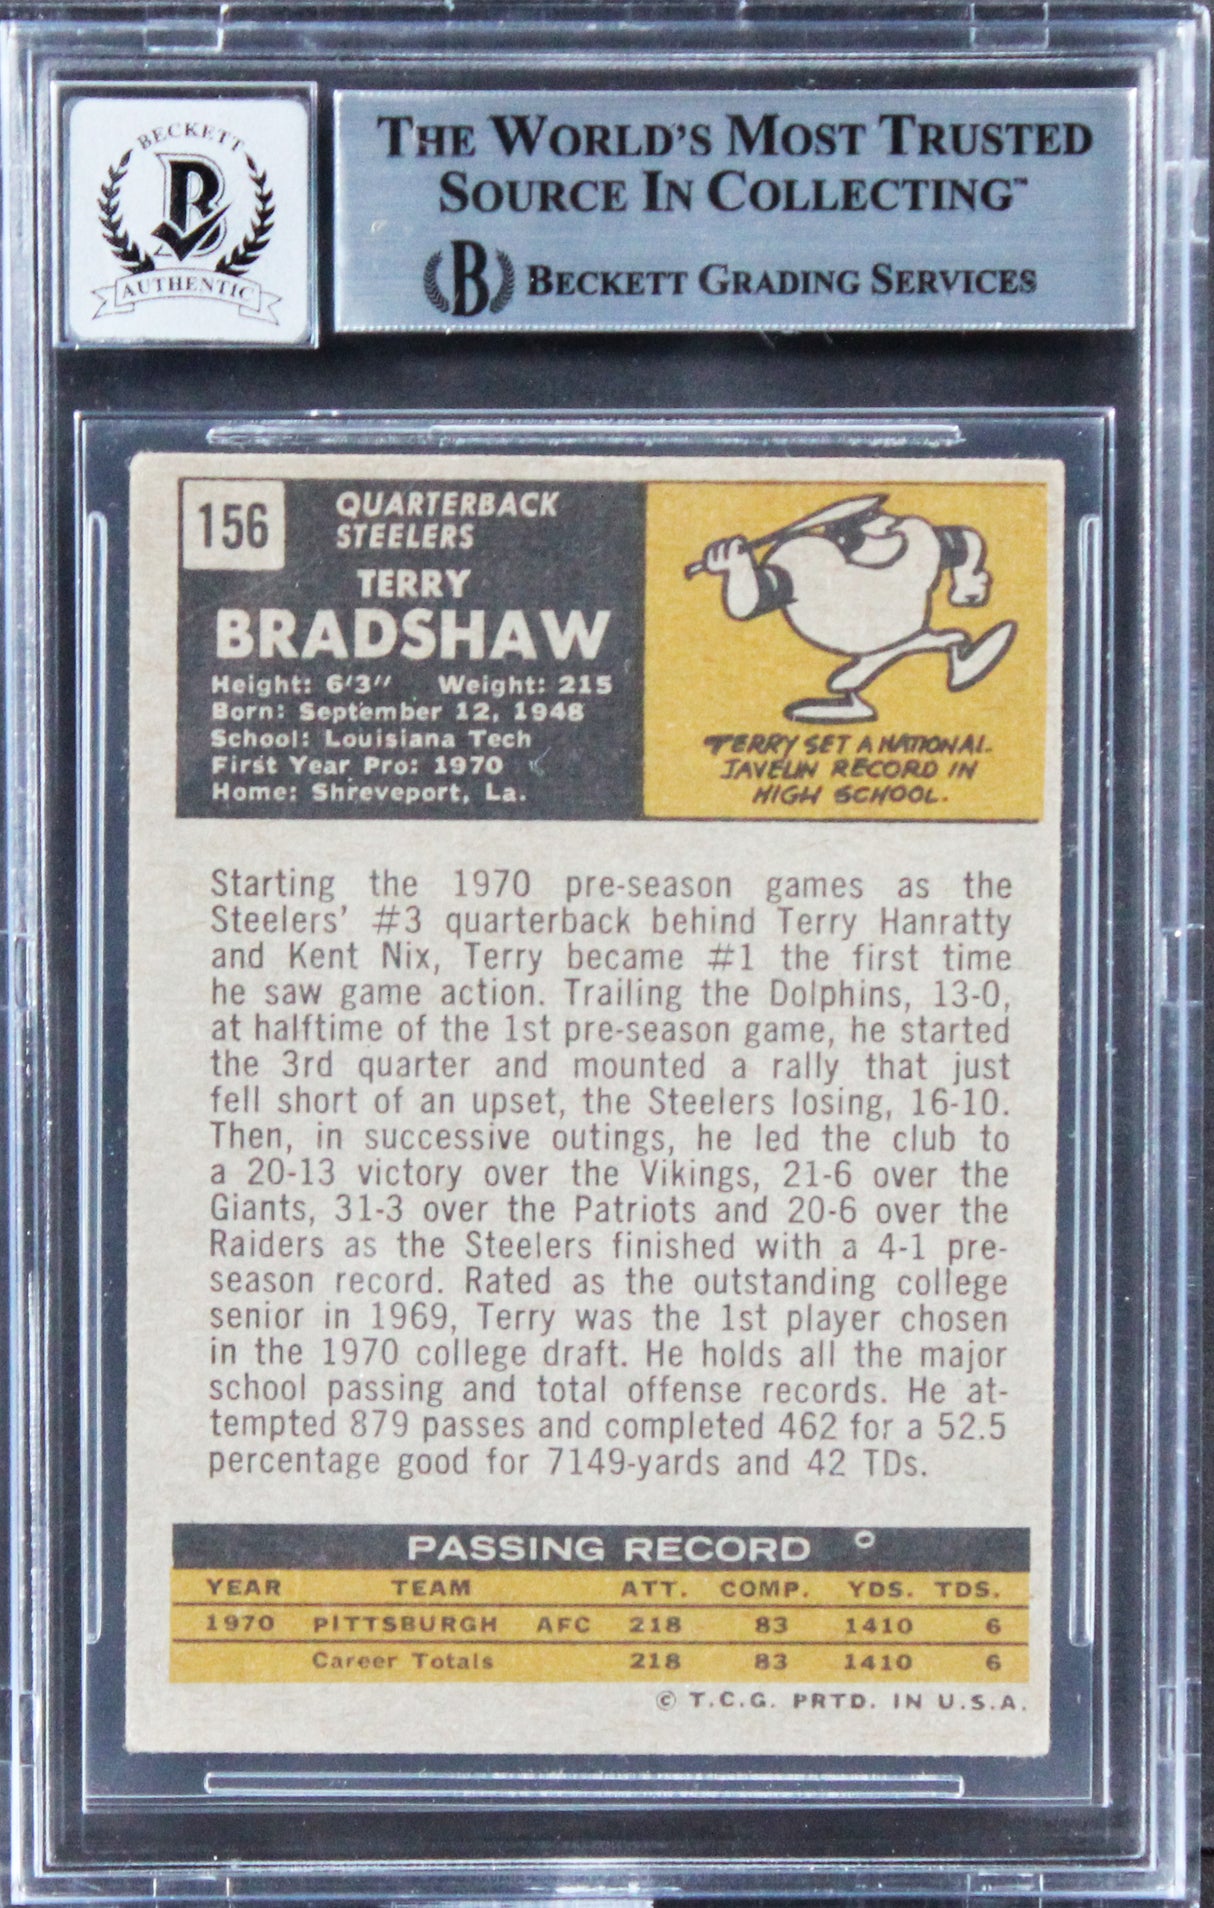 BECKETT
B
AUTHENTIC
THE WORLD'S MOST TRUSTED
SOURCE IN COLLECTING™
B BECKETT GRADING SERVICES
156
QUARTERBACK
STEELERS
TERRY
BRADSHAW
Height: 6'3" Weight: 215
Born: September 12, 1948
School: Louisiana Tech
First Year Pro: 1970
Home: Shreveport, La.
TERRY SET A NATIONAL
JAVELIN RECORD IN
HIGH SCHOOL.
Starting the 1970 pre-season games as the
Steelers' #3 quarterback behind Terry Hanratty
and Kent Nix, Terry became #1 the first time
he saw game action. Trailing the Dolphins, 13-0,
at halftime of the 1st pre-season game, he started
the 3rd quarter and mounted a rally that just
fell short of an upset, the Steelers losing, 16-10.
Then, in successive outings, he led the club to
a 20-13 victory over the Vikings, 21-6 over the
Giants, 31-3 over the Patriots and 20-6 over the
Raiders as the Steelers finished with a 4-1 pre-
season record. Rated as the outstanding college
senior in 1969, Terry was the 1st player chosen
in the 1970 college draft. He holds all the major
school passing and total offense records. He at-
tempted 879 passes and completed 462 for a 52.5
percentage good for 7149-yards and 42 TDs.
PASSING RECORD
YEAR TEAM ATT. COMP. YDS. TDS.
1970 PITTSBURGH AFC 218 83 1410 6
Career Totals 218 83 1410 6
© T.C.G. PRTD. IN U.S.A.